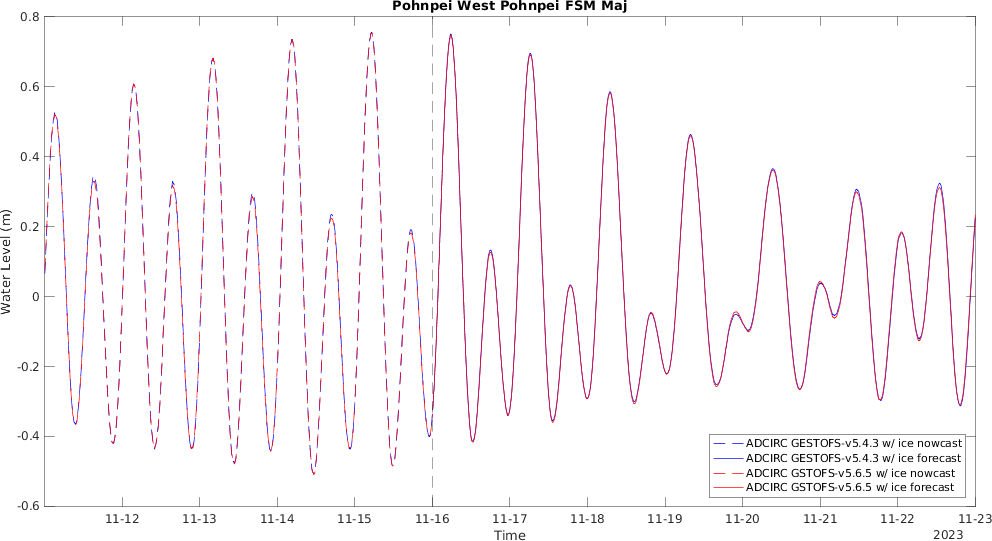 Pohnpei West Pohnpei FSM Maj
0.8
0.6
0.4
0.2
0
-0.2
-0.4
-0.6
Water Level (m)
11-12 11-13 11-14 11-15 11-16 11-17 11-18 11-19 11-20 11-21 11-22 11-23
Time
2023
ADCIRC GESTOFS-v5.4.3 w/ ice nowcast
ADCIRC GESTOFS-v5.4.3 w/ ice forecast
ADCIRC GSTOFS-v5.6.5 w/ ice nowcast
ADCIRC GSTOFS-v5.6.5 w/ ice forecast